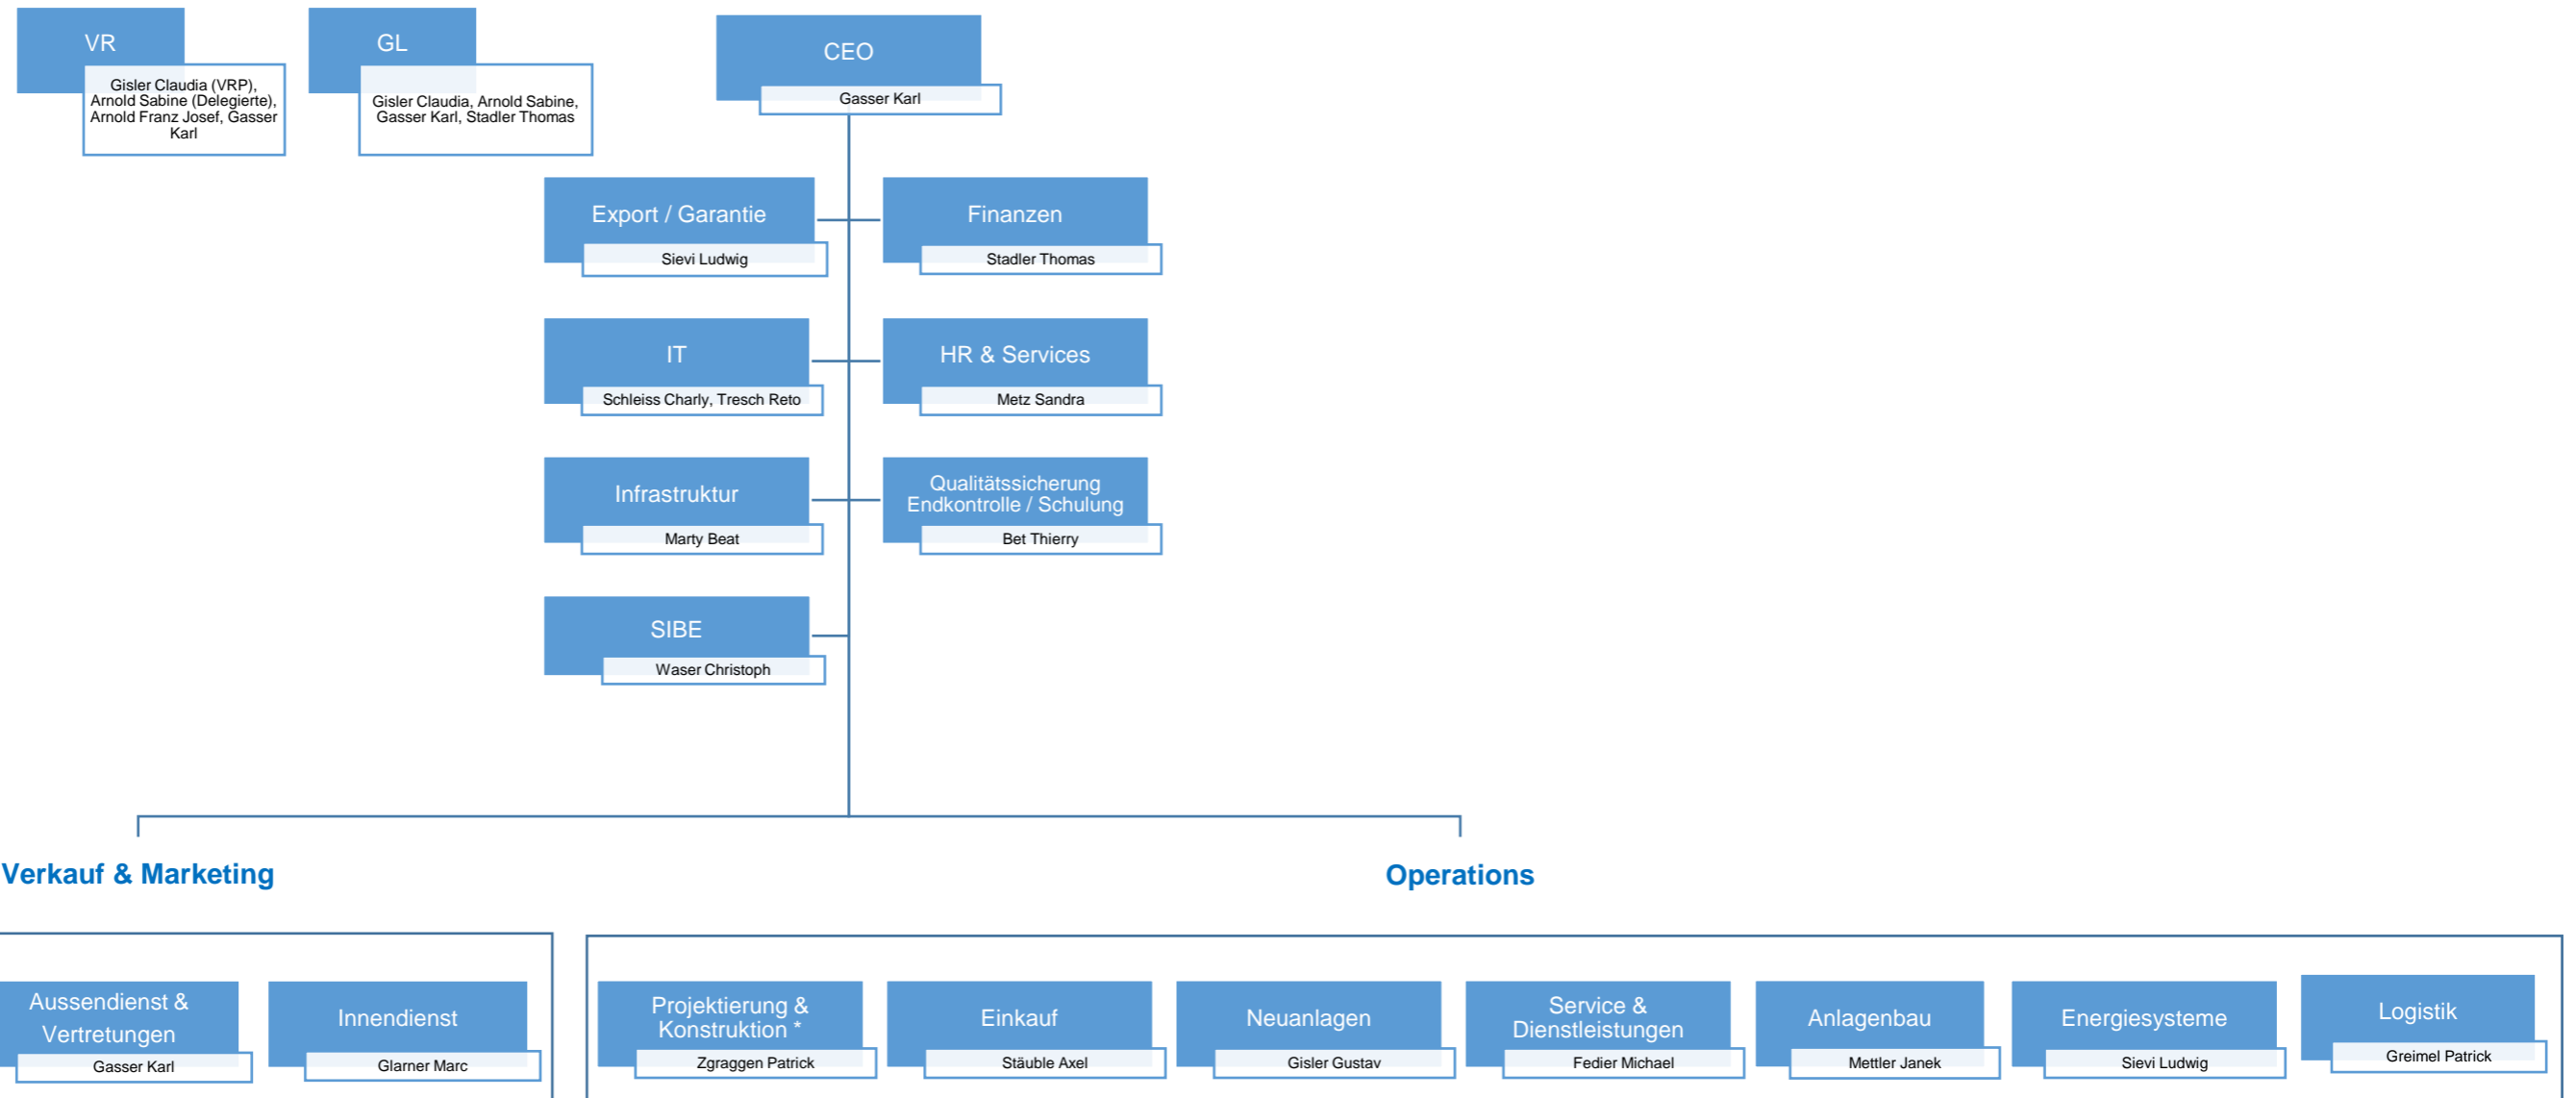 VR
Gisler Claudia (VRP),
Arnold Sabine (Delegierte),
Arnold Franz Josef, Gasser
Karl
GL
Gisler Claudia, Arnold Sabine,
Gasser Karl, Stadler Thomas
CEO
Gasser Karl
Export / Garantie
Sievi Ludwig
Finanzen
Stadler Thomas
IT
Schleiss Charly, Tresch Reto
HR & Services
Metz Sandra
Infrastruktur
Marty Beat
Qualitätssicherung
Endkontrolle / Schulung
Bet Thierry
SIBE
Waser Christoph
Verkauf & Marketing
Operations
Aussendienst &
Vertretungen
Gasser Karl
Innendienst
Glarner Marc
Projektierung &
Konstruktion *
Zgraggen Patrick
Einkauf
Stäuble Axel
Neuanlagen
Gisler Gustav
Service &
Dienstleistungen
Fedier Michael
Anlagenbau
Mettler Janek
Energiesysteme
Sievi Ludwig
Logistik
Greimel Patrick